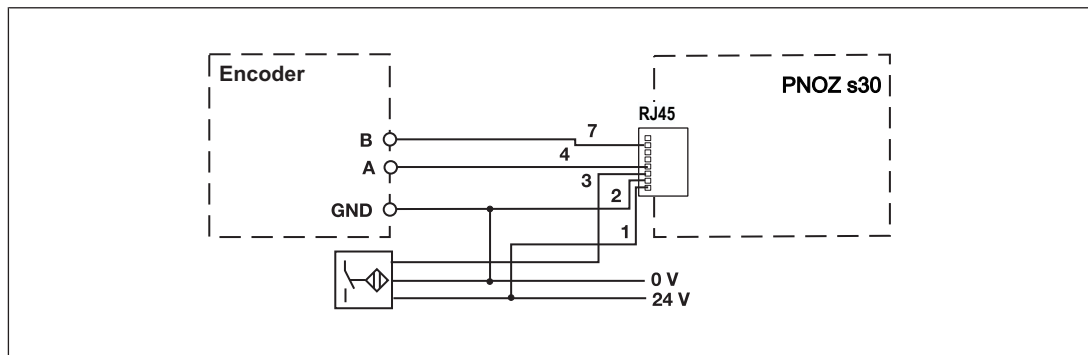 Encoder
PNOZ s30
RJ45
B
7
A
4
3
GND
2
1
0 V
24 V